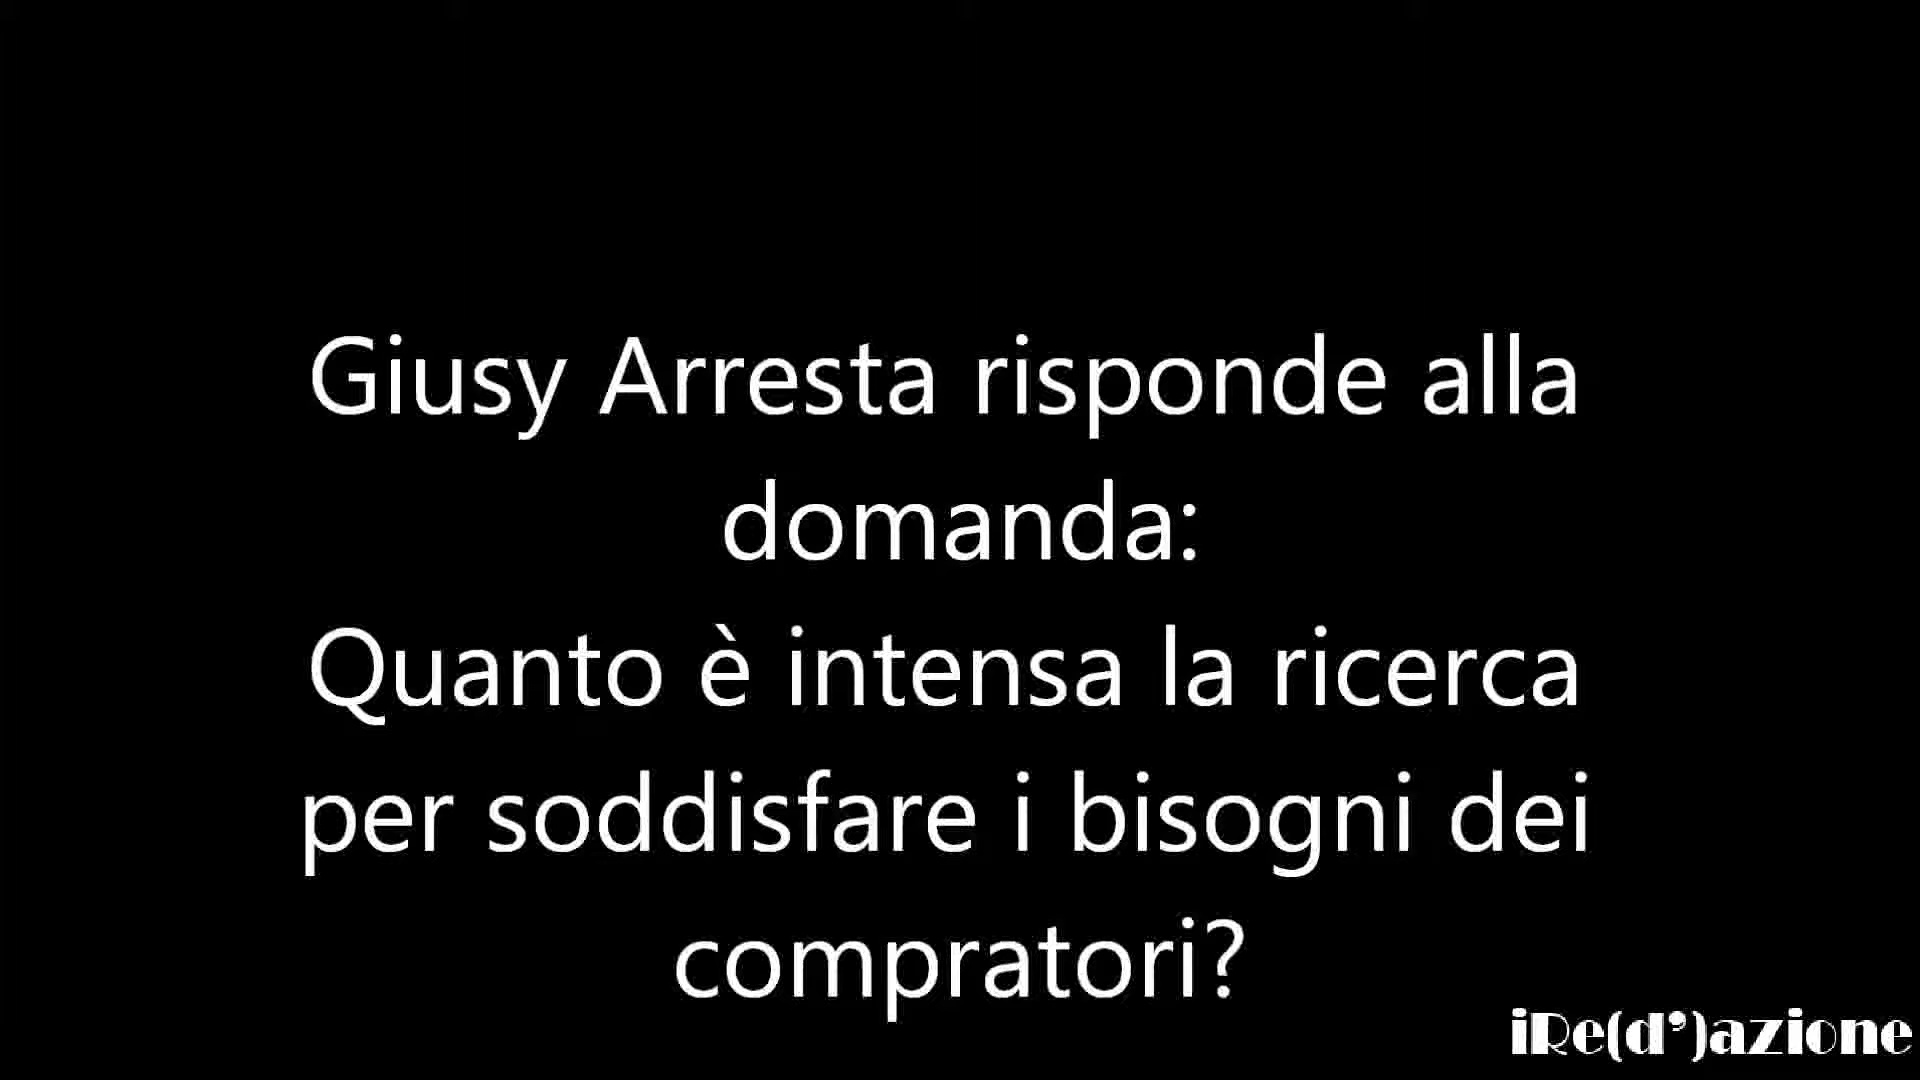 Giusy Arresta risponde alla
domanda:
Quanto è intensa la ricerca
per soddisfare i bisogni dei
compratori?
iRe(d’)azione